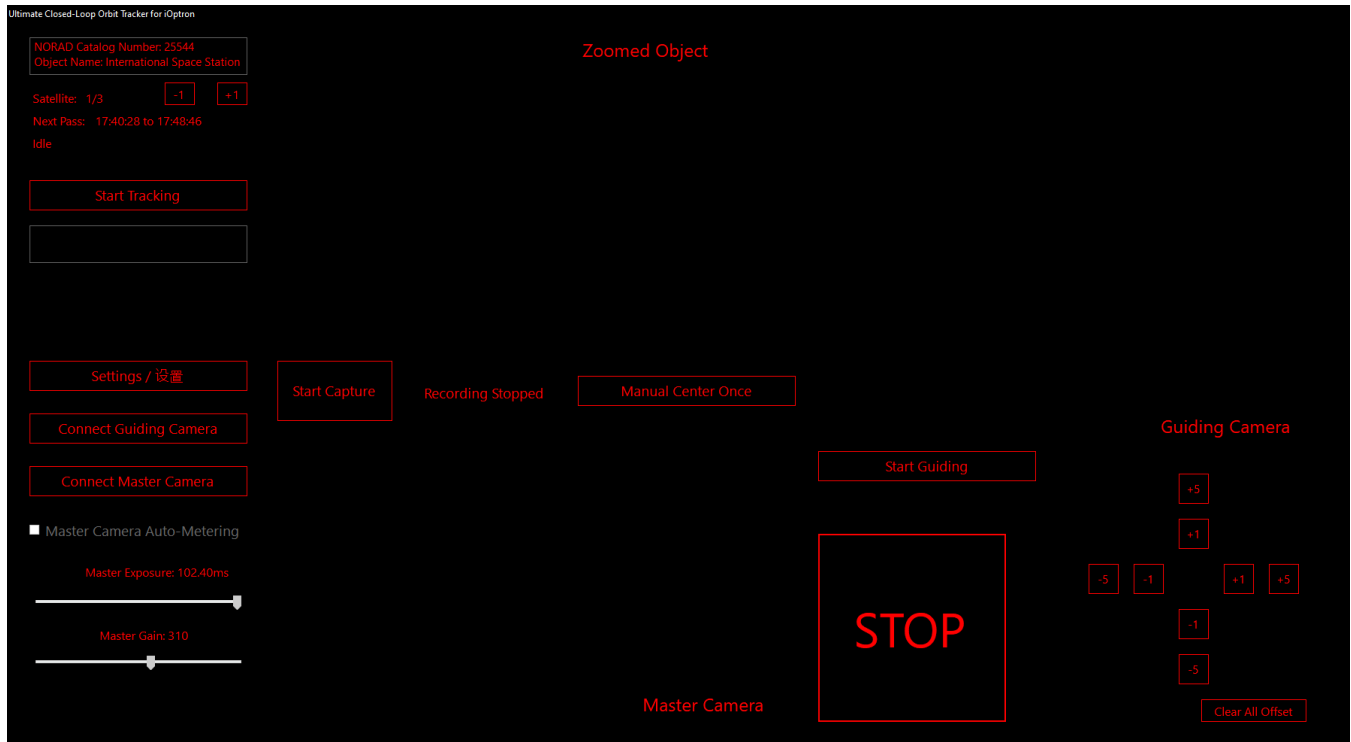 Ultimate Closed-Loop Orbit Tracker for iOptron
NORAD Catalog Number: 25544
Object Name: International Space Station
Satellite: 1/3
-1
+1
Next Pass: 17:40:28 to 17:48:46
Idle
Start Tracking
Zoomed Object
Settings / 设置
Connect Guiding Camera
Connect Master Camera
Master Camera Auto-Metering
Master Exposure: 102.40ms
Master Gain: 310
Start Capture
Recording Stopped
Manual Center Once
Start Guiding
STOP
Master Camera
Guiding Camera
+5
+1
-5
-1
+1
+5
-1
-5
Clear All Offset